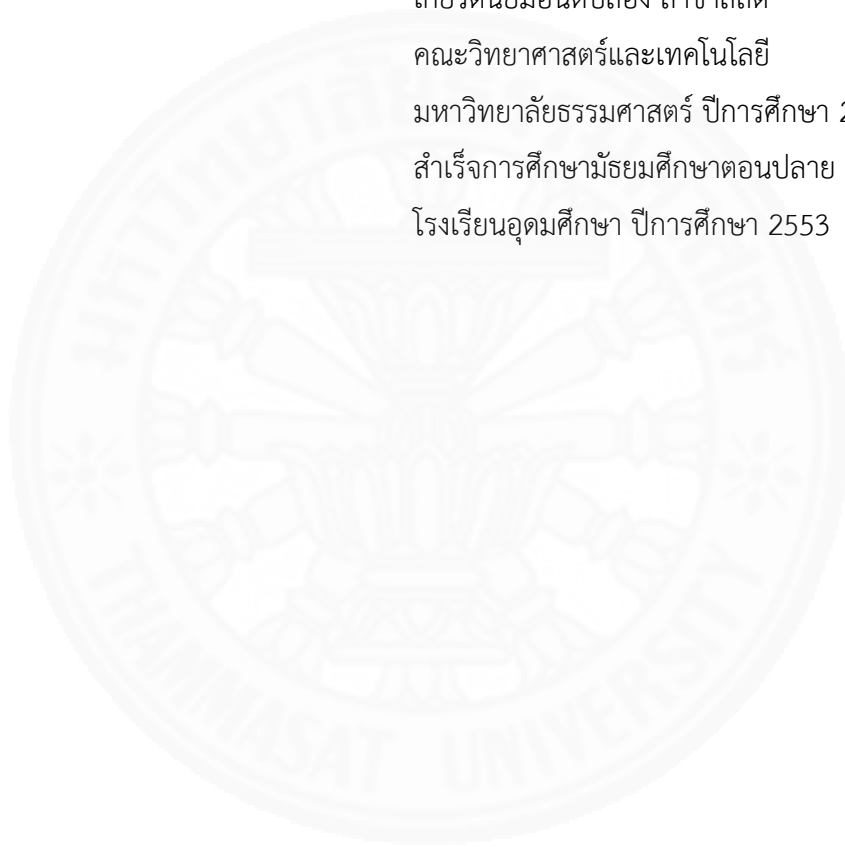 คณะวิทยาศาสตร์และเทคโนโลยี
มหาวิทยาลัยธรรมศาสตร์ ปีการศึกษา
สำเร็จการศึกษามัธยมศึกษาตอนปลาย
โรงเรียนอุดมศึกษา ปีการศึกษา 2553
THAMMASAT UNIVERSITY